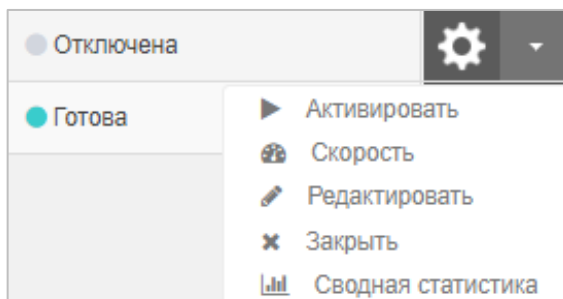 Отключена
Готова
Активировать
Скорость
Редактировать
Закрыть
Сводная статистика